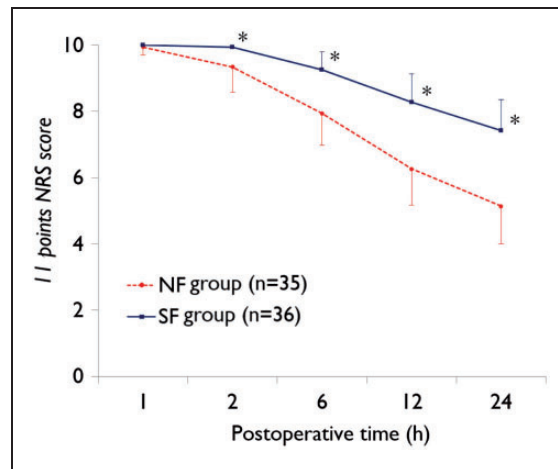 11 points NRS score
10
8
6
4
2
0
* * * *
NF group (n=35)
SF group (n=36)
1 2 6 12 24
Postoperative time (h)